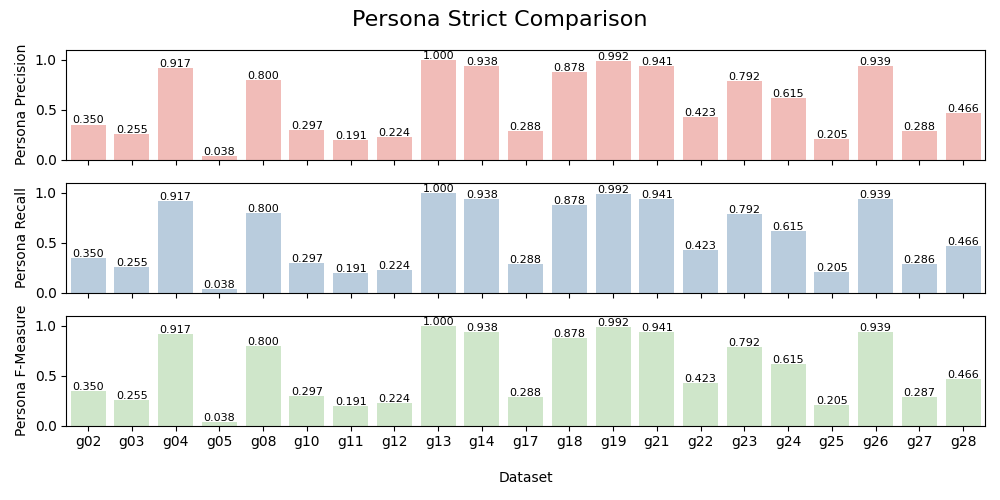 Persona Strict Comparison
Persona Precision
1.0
0.5
0.0
0.350 0.255 0.917 0.038 0.800 0.297 0.191 0.224 1.000 0.938 0.288 0.878 0.992 0.941 0.423 0.792 0.615 0.205 0.939 0.288 0.466
Persona Recall
1.0
0.5
0.0
0.350 0.255 0.917 0.038 0.800 0.297 0.191 0.224 1.000 0.938 0.288 0.878 0.992 0.941 0.423 0.792 0.615 0.205 0.939 0.286 0.466
Persona F-Measure
1.0
0.5
0.0
0.350 0.255 0.917 0.038 0.800 0.297 0.191 0.224 1.000 0.938 0.288 0.878 0.992 0.941 0.423 0.792 0.615 0.205 0.939 0.287 0.466
g02 g03 g04 g05 g08 g10 g11 g12 g13 g14 g17 g18 g19 g21 g22 g23 g24 g25 g26 g27 g28
Dataset